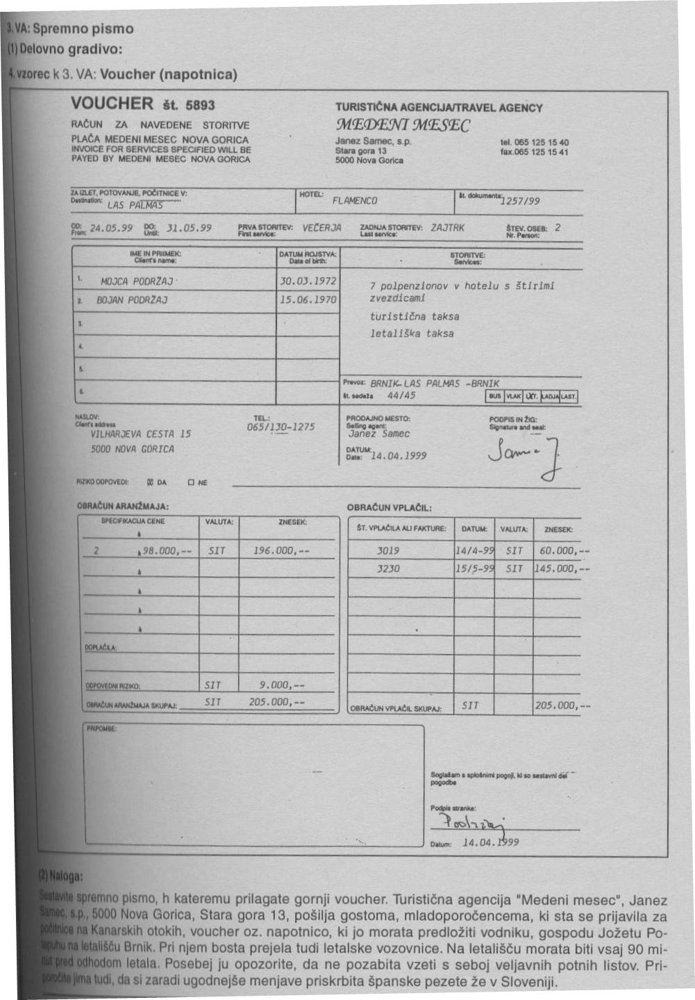 3. VA: Spremno pismo
(1) Delovno gradivo:
4. vzorec k 3. VA: Voucher (napotnica)
VOUCHER št. 5893
RAČUN ZA NAVEDENE STORITVE
PLAČA MEDENI MESEC NOVA GORICA
INVOICE FOR SERVICES SPECIFIED WILL BE
PAYED BY MEDENI MESEC NOVA GORICA
TURISTIČNA AGENCIJA/TRAVEL AGENCY
MEDENI MESEC
Janez Samec, s.p.
Stara gora 13
5000 Nova Gorica
tel. 065 125 15 40
fax.065 125 15 41
ZA IZLET, POTOVANJE, POČITNICE V:
Destination: LAS PALMAS
HOTEL: FLAMENCO
št. dokumenta: 1257/99
OD: 24.05.99 DO: 31.05.99 PRVA STORITEV: VEČERJA ZADNJA STORITEV: ZAJTRK ŠTEV. OSEB: 2
From: Until: First service: Last service: Nr. Person:
IME IN PRIIMEK: DATUM ROJSTVA: STORITVE:
Client's name: Date of birth: Services:
1. MOJCA PODRŽAJ 30.03.1972
2. BOJAN PODRŽAJ 15.06.1970
3.
4.
5.
6.
7 polpenzionov v hotelu s štirimi
zvezdicami
turistična taksa
letališka taksa
Prevoz: BRNIK-LAS PALMAS -BRNIK
št. sedeža 44/45
BUS VLAK LET. LADJA LAST.
NASLOV:
Client's address
VILHARJEVA CESTA 15
5000 NOVA GORICA
TEL.:
065/130-1275
PRODAJNO MESTO:
Selling agent:
Janez Samec
DATUM:
Date: 14.04.1999
PODPIS IN ŽIG:
Signature and seal:
Samec J.
RIZIKO ODPOVEDI: ☒ DA ☐ NE
OBRAČUN ARANŽMAJA:
SPECIFIKACIJA CENE VALUTA: ZNESEK:
à
2 à 98.000,-- SIT 196.000,--
à
à
à
à
DOPLAČILA:
ODPOVEDNI RIZIKO: SIT 9.000,--
OBRAČUN ARANŽMAJA SKUPAJ: SIT 205.000,--
OBRAČUN VPLAČIL:
ŠT. VPLAČILA ALI FAKTURE: DATUM: VALUTA: ZNESEK:
3019 14/4-99 SIT 60.000,--
3230 15/5-99 SIT 145.000,--
OBRAČUN VPLAČIL SKUPAJ: SIT 205.000,--
PRIPOMBE:
--
Soglašam s splošnimi pogoji, ki so sestavni del
pogodbe
Podpis stranke:
Podržaj
Datum: 14.04.1999
(2) Naloga:
Sestavite spremno pismo, h kateremu prilagate gornji voucher. Turistična agencija "Medeni mesec", Janez
Samec, s.p., 5000 Nova Gorica, Stara gora 13, pošilja gostoma, mladoporočencema, ki sta se prijavila za
počitnice na Kanarskih otokih, voucher oz. napotnico, ki jo morata predložiti vodniku, gospodu Jožetu Po-
tepuhu na letališču Brnik. Pri njem bosta prejela tudi letalske vozovnice. Na letališču morata biti vsaj 90 mi-
nut pred odhodom letala. Posebej ju opozorite, da ne pozabita vzeti s seboj veljavnih potnih listov. Pri-
poročite jima tudi, da si zaradi ugodnejše menjave priskrbita španske pezete že v Sloveniji.